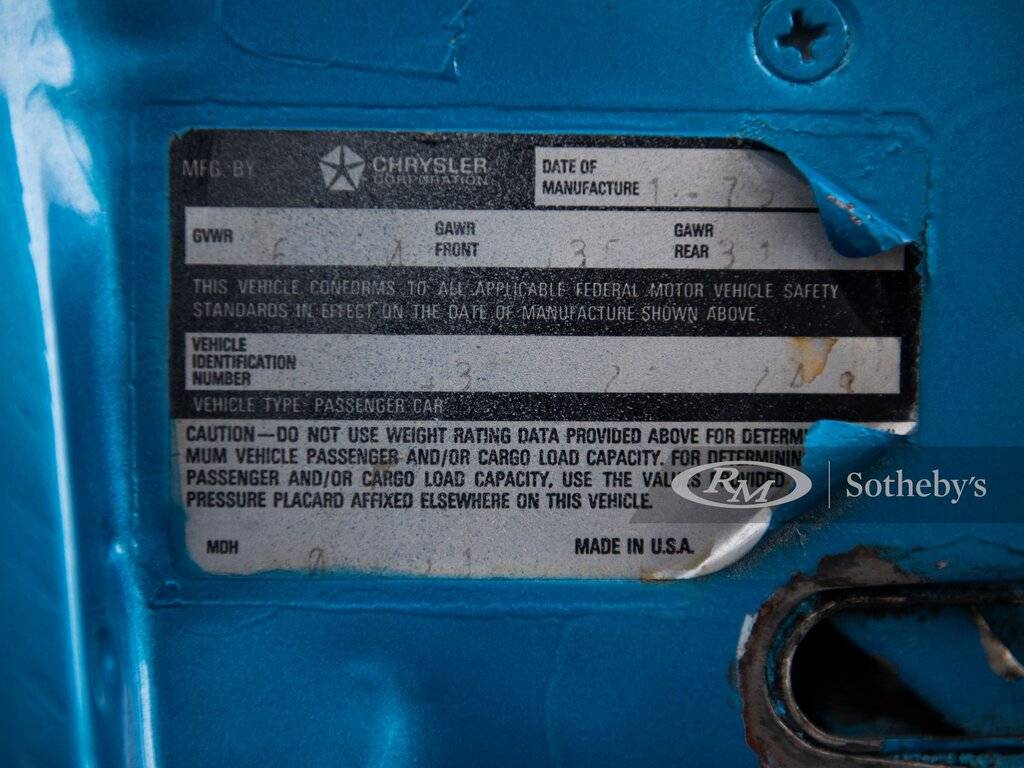 MFG. BY CHRYSLER CORPORATION
DATE OF MANUFACTURE
GVWR GAWR FRONT GAWR REAR
THIS VEHICLE CONFORMS TO ALL APPLICABLE FEDERAL MOTOR VEHICLE SAFETY
STANDARDS IN EFFECT ON THE DATE OF MANUFACTURE SHOWN ABOVE.
VEHICLE
IDENTIFICATION
NUMBER
VEHICLE TYPE: PASSENGER CAR
CAUTION—DO NOT USE WEIGHT RATING DATA PROVIDED ABOVE FOR DETERMI
MUM VEHICLE PASSENGER AND/OR CARGO LOAD CAPACITY. FOR DETERMININ
PASSENGER AND/OR CARGO LOAD CAPACITY, USE THE VALUES PROVIDED
PRESSURE PLACARD AFFIXED ELSEWHERE ON THIS VEHICLE.
RM Sotheby's
MDH MADE IN U.S.A.